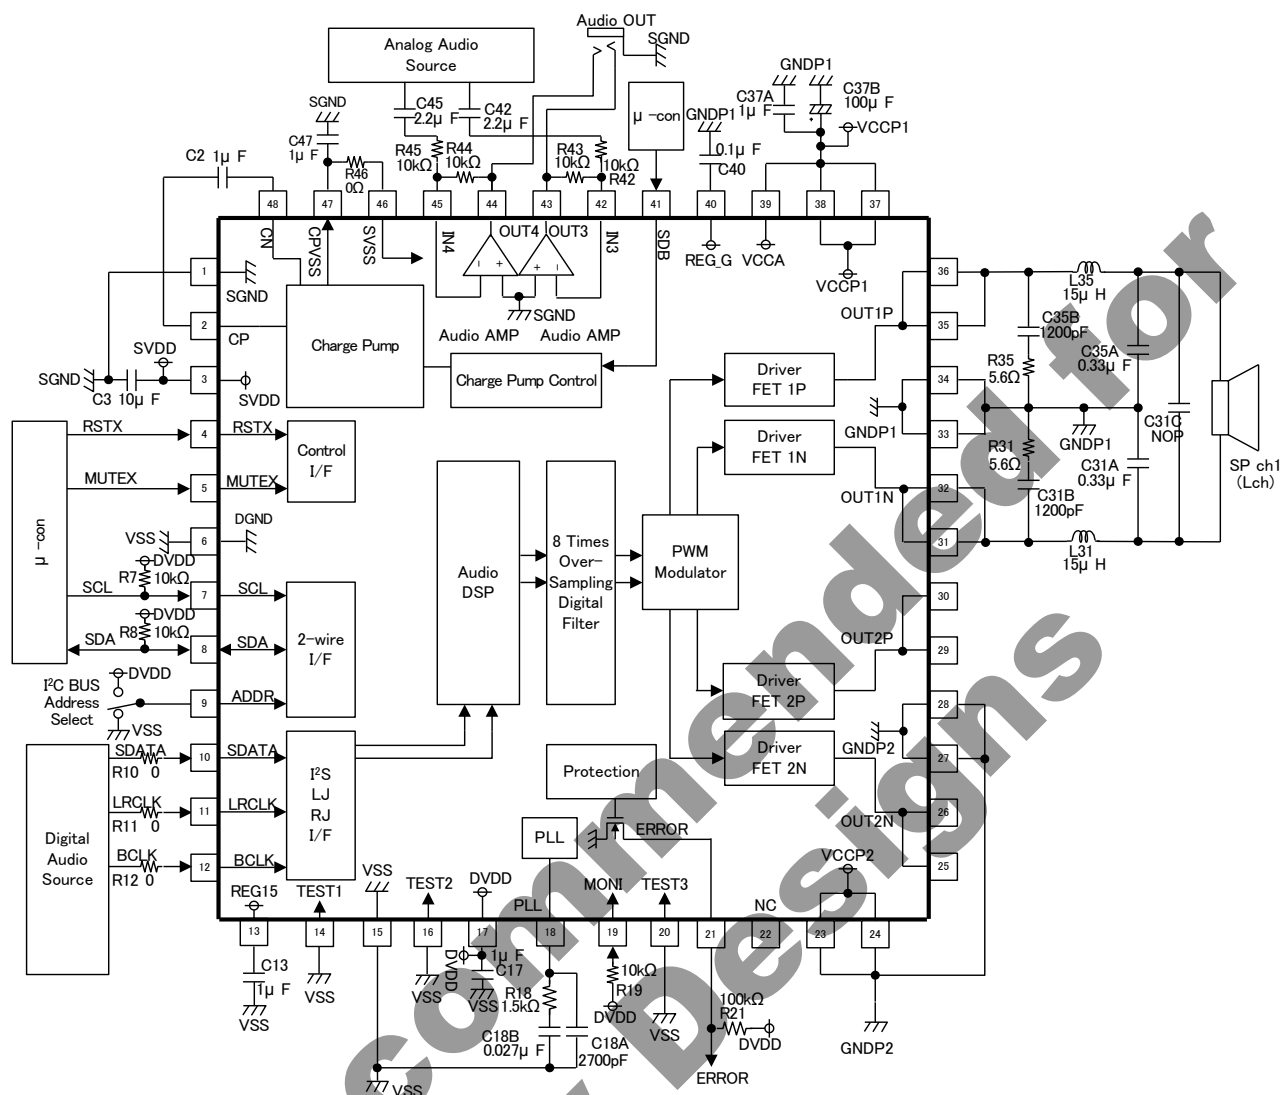 Audio OUT
SGND
Analog Audio
Source
GNDP1
C45
2.2μ F
C42
2.2μ F
μ -con
C37A
1μ F
C37B
100μ F
GNDP1
VCCP1
SGND
C47
1μ F
R46
0Ω
R45
10kΩ
R44
10kΩ
R43
10kΩ
10kΩ
R42
0.1μ F
C40
C2 1μ F
48
47
46
45
44
43
42
41
40
39
38
37
CN
CPVSS
SVSS
IN4
OUT4
OUT3
IN3
SDB
REG_G
VCCA
VCCP1
SGND
Audio AMP
Audio AMP
1
SGND
2
CP
SVDD
SGND
C3 10μ F
3
SVDD
Charge Pump
Charge Pump Control
Driver
FET 1P
Driver
FET 1N
OUT1P
GNDP1
OUT1N
36
35
34
33
32
31
L35
15μ H
C35B
1200pF
R35
5.6Ω
C35A
0.33μ F
C31C
NOP
GNDP1
R31
5.6Ω
C31A
0.33μ F
C31B
1200pF
L31
15μ H
SP ch1
(Lch)
μ -con
RSTX
4
RSTX
MUTEX
5
MUTEX
Control
I/F
VSS
6
DGND
DVDD
R7 10kΩ
SCL
7
SCL
DVDD
R8 10kΩ
SDA
8
SDA
2-wire
I/F
DVDD
I²C BUS
Address
Select
VSS
9
ADDR
Audio
DSP
8 Times
Over-
Sampling
Digital
Filter
PWM
Modulator
Driver
FET 2P
Driver
FET 2N
OUT2P
GNDP2
OUT2N
30
29
28
27
26
25
Digital
Audio
Source
SDATA
R10 0
10
SDATA
LRCLK
R11 0
11
LRCLK
BCLK
R12 0
12
BCLK
I²S
LJ
RJ
I/F
Protection
PLL
ERROR
VCCP2
REG15
TEST1
VSS
TEST2
DVDD
PLL
MONI
TEST3
NC
13
14
15
16
17
18
19
20
21
22
23
24
C13
1μ F
VSS
VSS
VSS
DVDD
1μ F
C17
VSS
R18
1.5kΩ
C18B
0.027μ F
C18A
2700pF
VSS
10kΩ
R19
DVDD
VSS
100kΩ
R21
DVDD
ERROR
GNDP2
commended for
Designs